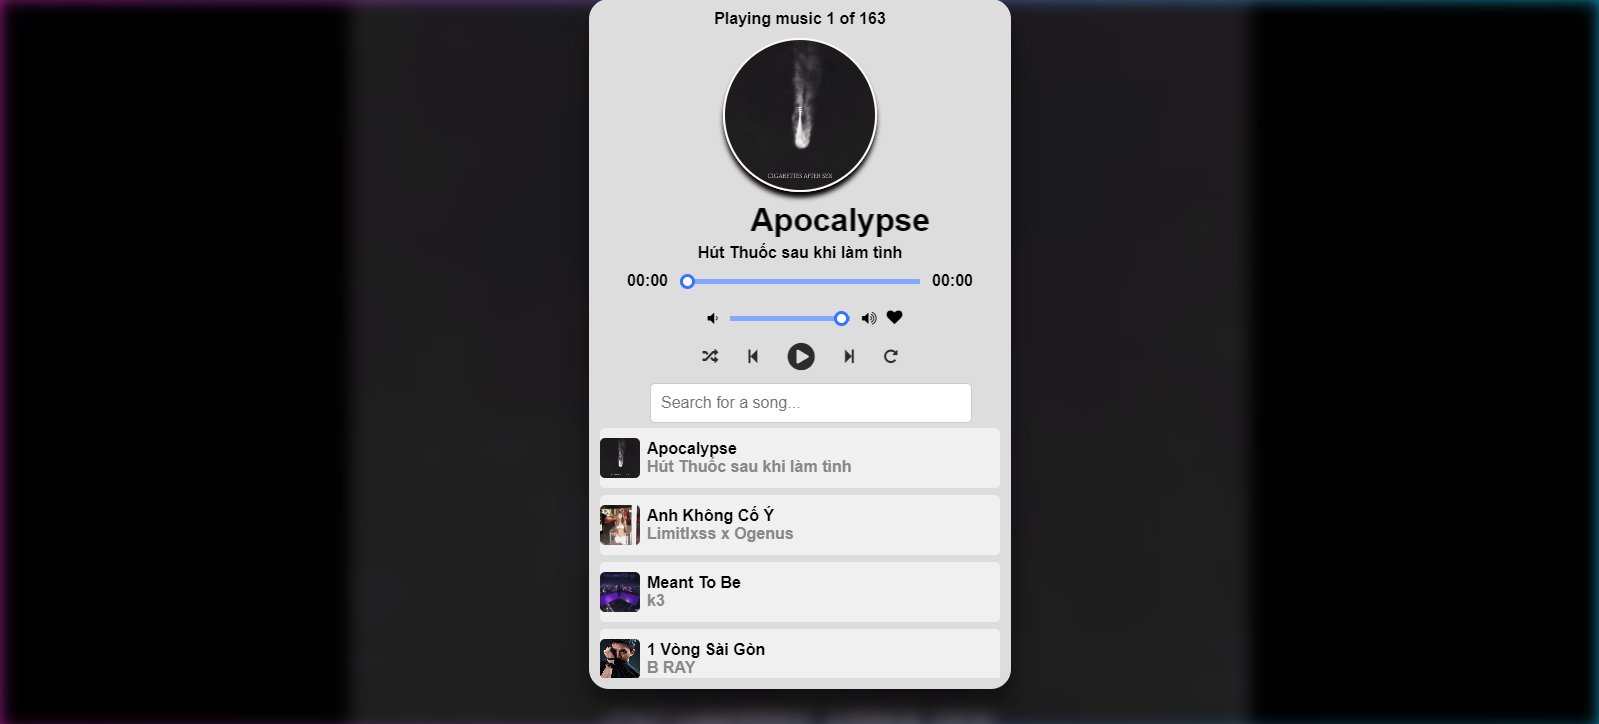 Playing music 1 of 163
CIGARETTES AFTER SEX
Apocalypse
Hút Thuốc sau khi làm tình
00:00
00:00
Search for a song...
Apocalypse
Hút Thuốc sau khi làm tình
Anh Không Cố Ý
Limitlxss x Ogenus
Meant To Be
k3
1 Vòng Sài Gòn
B RAY